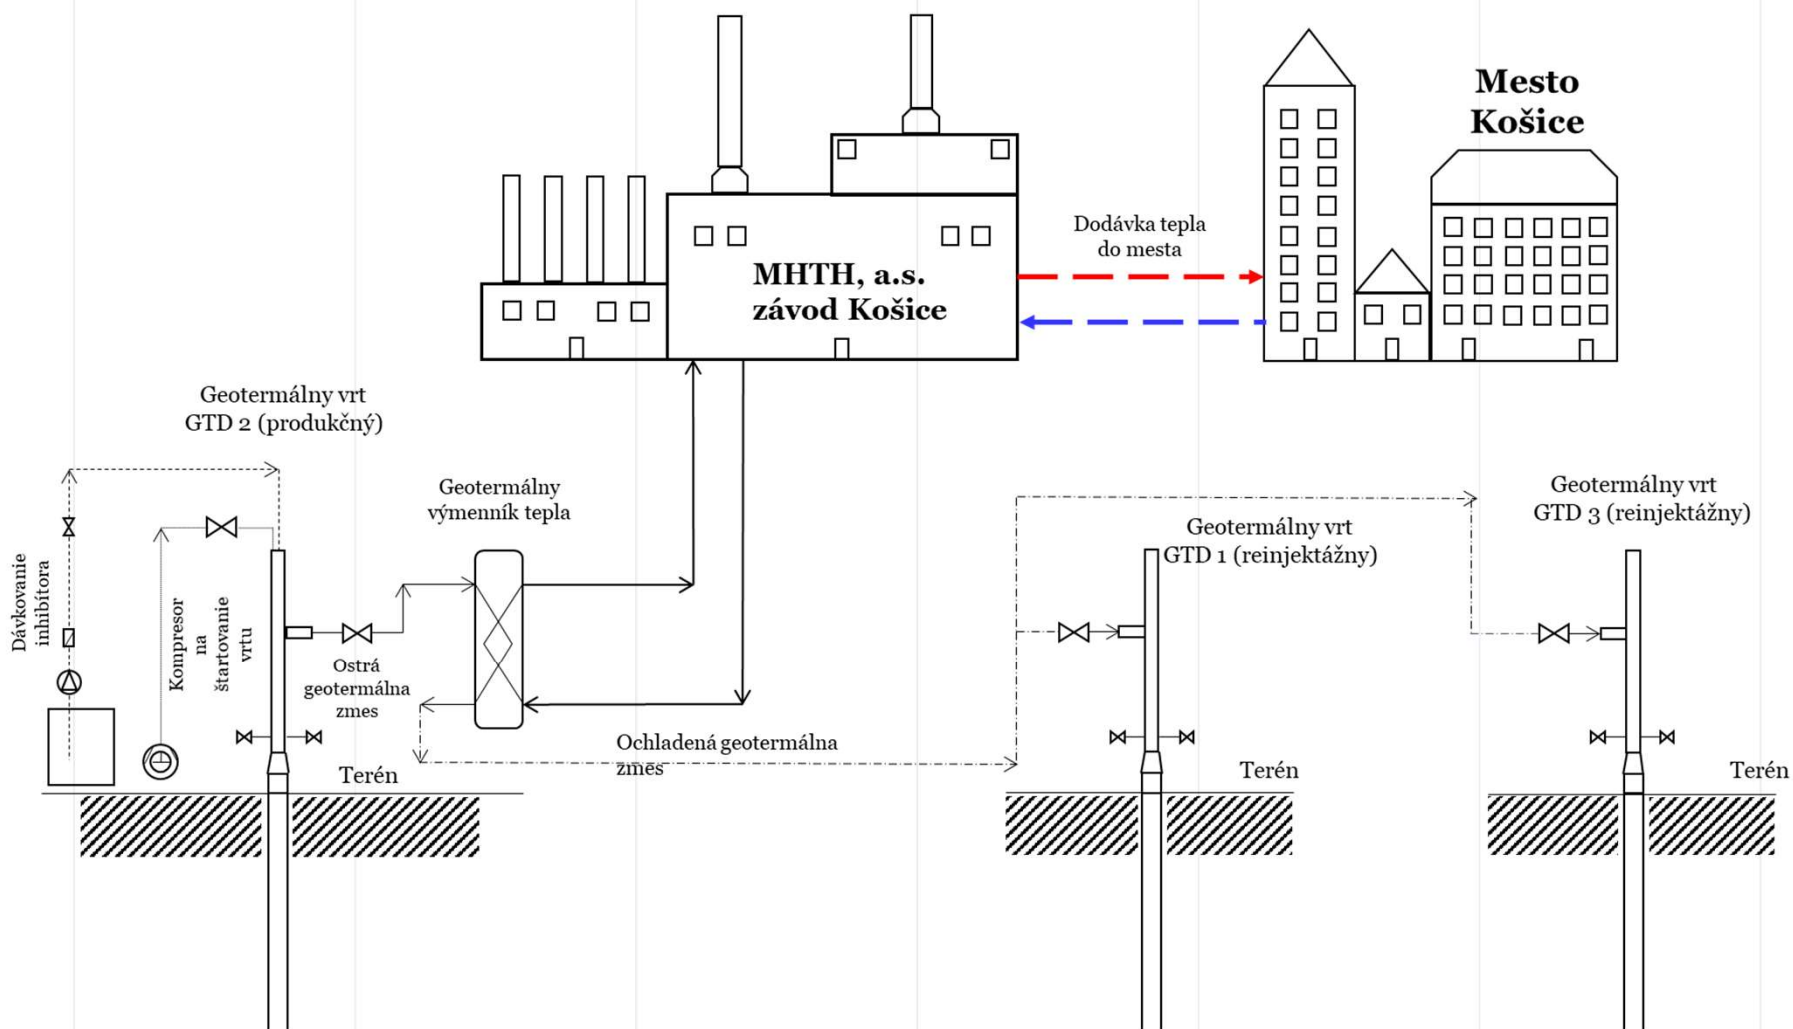 Mesto
Košice
Dodávka tepla
do mesta
MHTH, a.s.
závod Košice
Geotermálny vrt
GTD 2 (produkčný)
Geotermálny
výmenník tepla
Geotermálny vrt
GTD 1 (reinjektážny)
Geotermálny vrt
GTD 3 (reinjektážny)
Dávkovanie
inhibítora
Kompresor
na
štartovanie
vrtu
Ostrá
geotermálna
zmes
Ochladená geotermálna
zmes
Terén
Terén
Terén